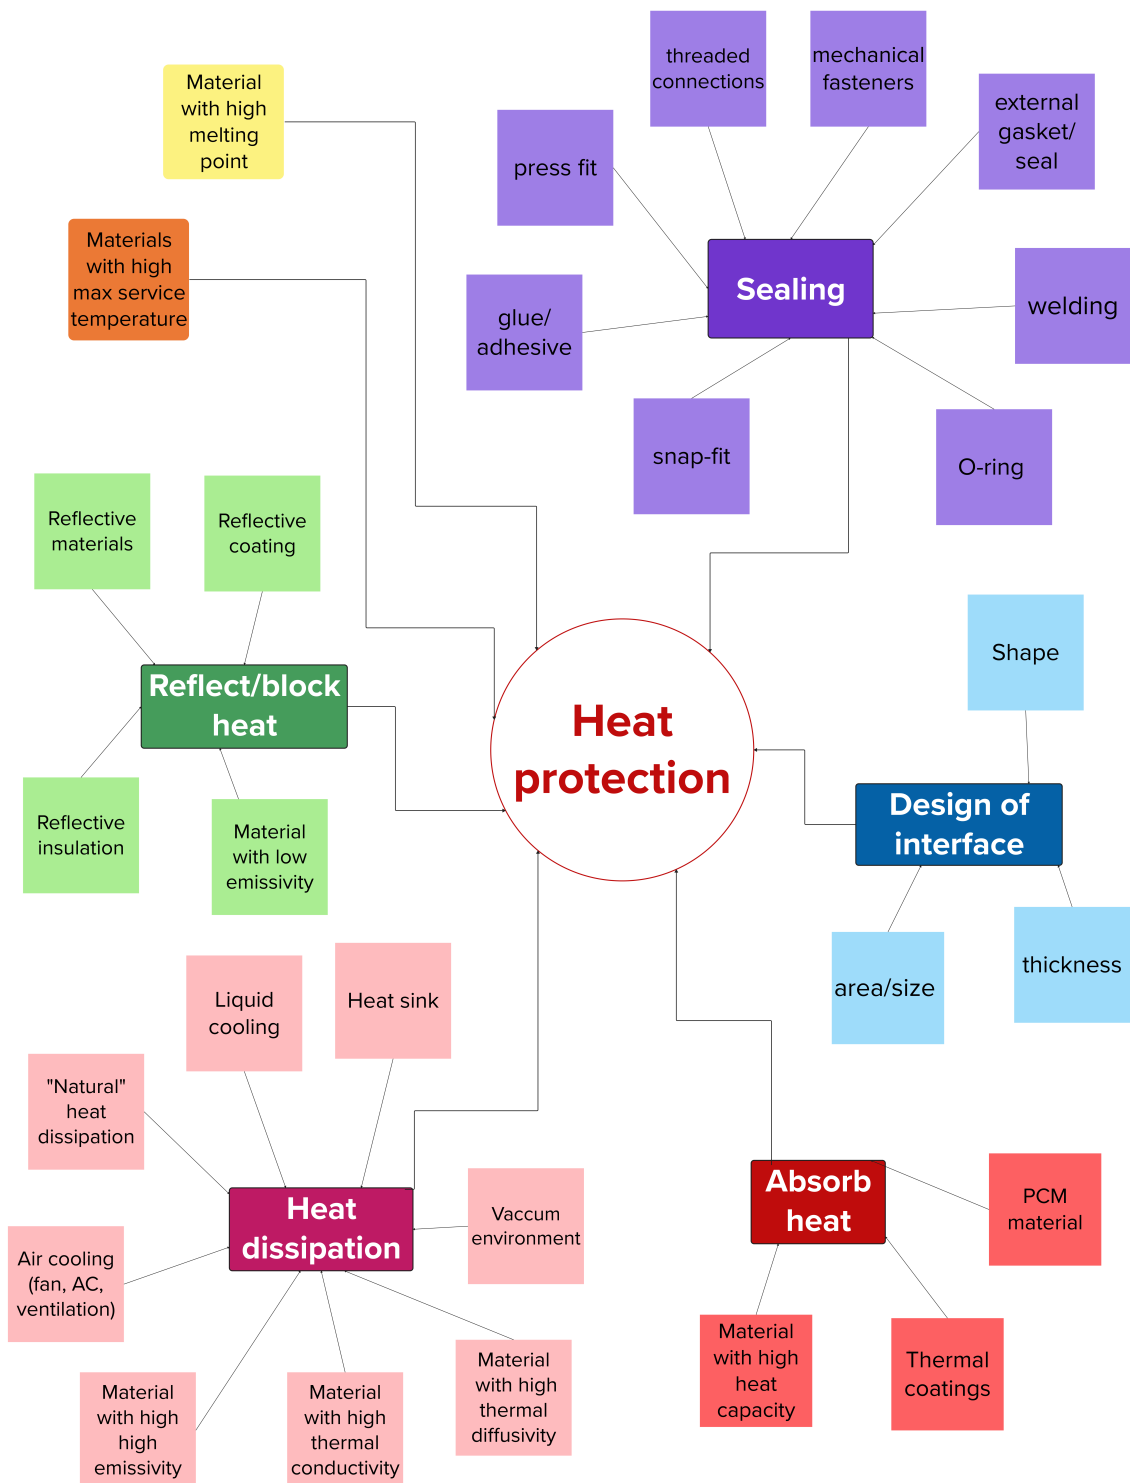 threaded
connections
mechanical
fasteners
Material
with high
melting
point
external
gasket/
seal
press fit
Materials
with high
max service
temperature
Sealing
welding
glue/
adhesive
snap-fit
O-ring
Reflective
materials
Reflective
coating
Shape
Reflect/block
heat
Heat
protection
Design of
interface
Reflective
insulation
Material
with low
emissivity
area/size
thickness
Liquid
cooling
Heat sink
"Natural"
heat
dissipation
Heat
dissipation
Vaccum
environment
Absorb
heat
PCM
material
Air cooling
(fan, AC,
ventilation)
Material
with high
heat
capacity
Thermal
coatings
Material
with high
high
emissivity
Material
with high
thermal
conductivity
Material
with high
thermal
diffusivity